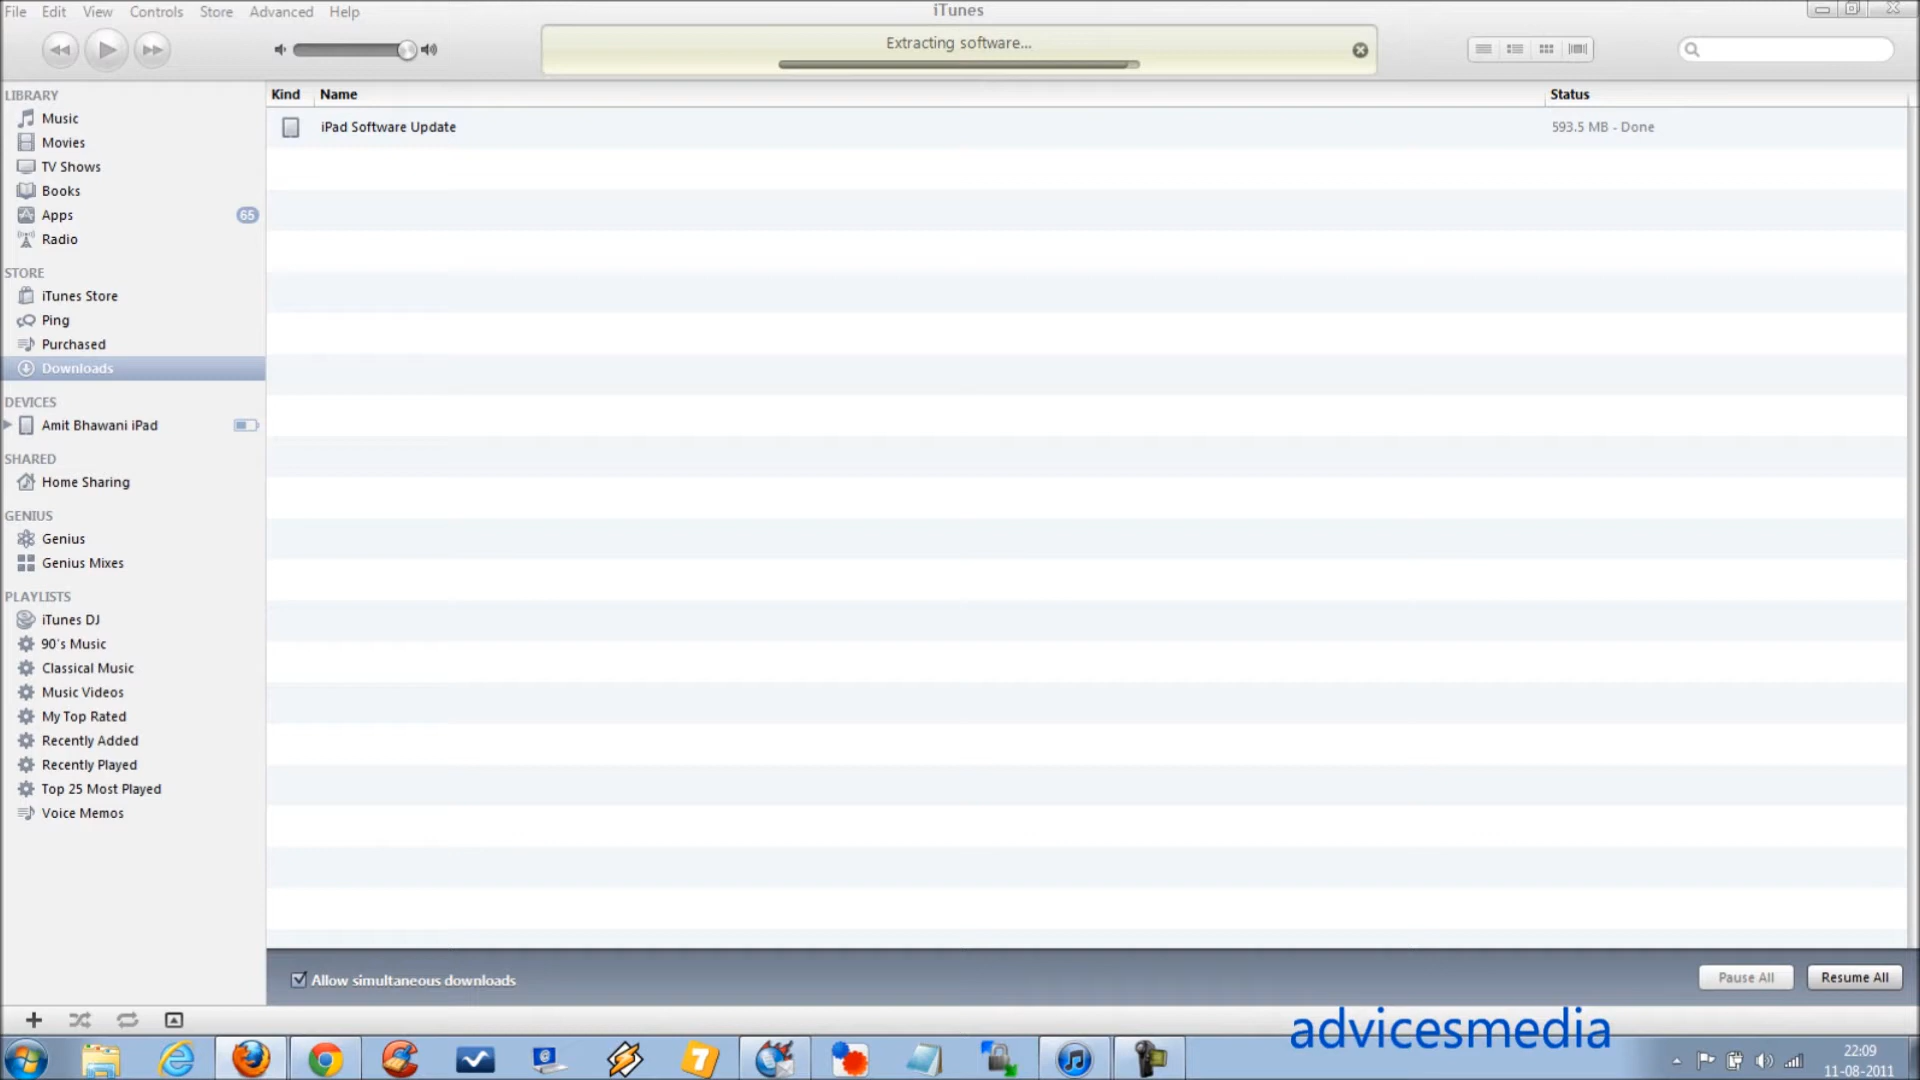 File Edit View Controls Store Advanced Help
iTunes
Extracting software...
LIBRARY
Music
Movies
TV Shows
Books
Apps 65
Radio
STORE
iTunes Store
Ping
Purchased
Downloads
DEVICES
Amit Bhawani iPad
SHARED
Home Sharing
GENIUS
Genius
Genius Mixes
PLAYLISTS
iTunes DJ
90's Music
Classical Music
Music Videos
My Top Rated
Recently Added
Recently Played
Top 25 Most Played
Voice Memos
Kind Name Status
iPad Software Update 593.5 MB - Done
Allow simultaneous downloads
Pause All Resume All
advicesmedia
7
22:09
11-08-2011